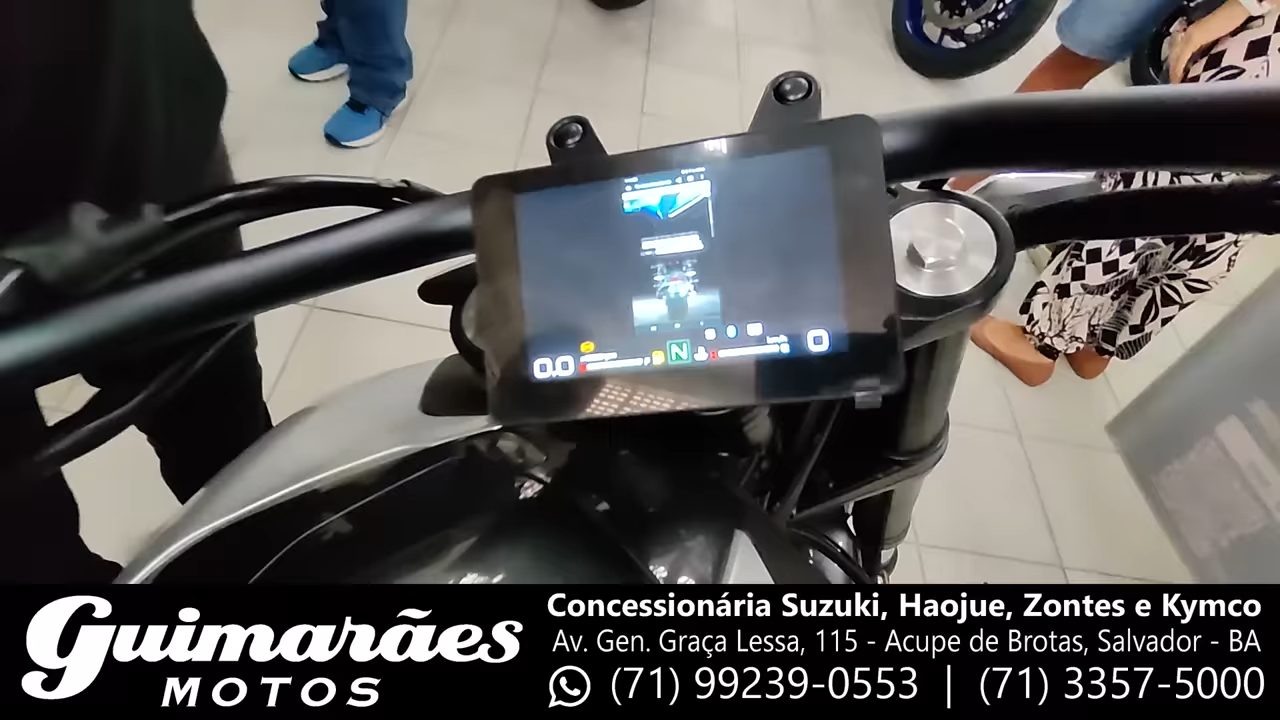 0.0
N
0
Guimarães
MOTOS
Concessionária Suzuki, Haojue, Zontes e Kymco
Av. Gen. Graça Lessa, 115 - Acupe de Brotas, Salvador - BA
(71) 99239-0553 | (71) 3357-5000